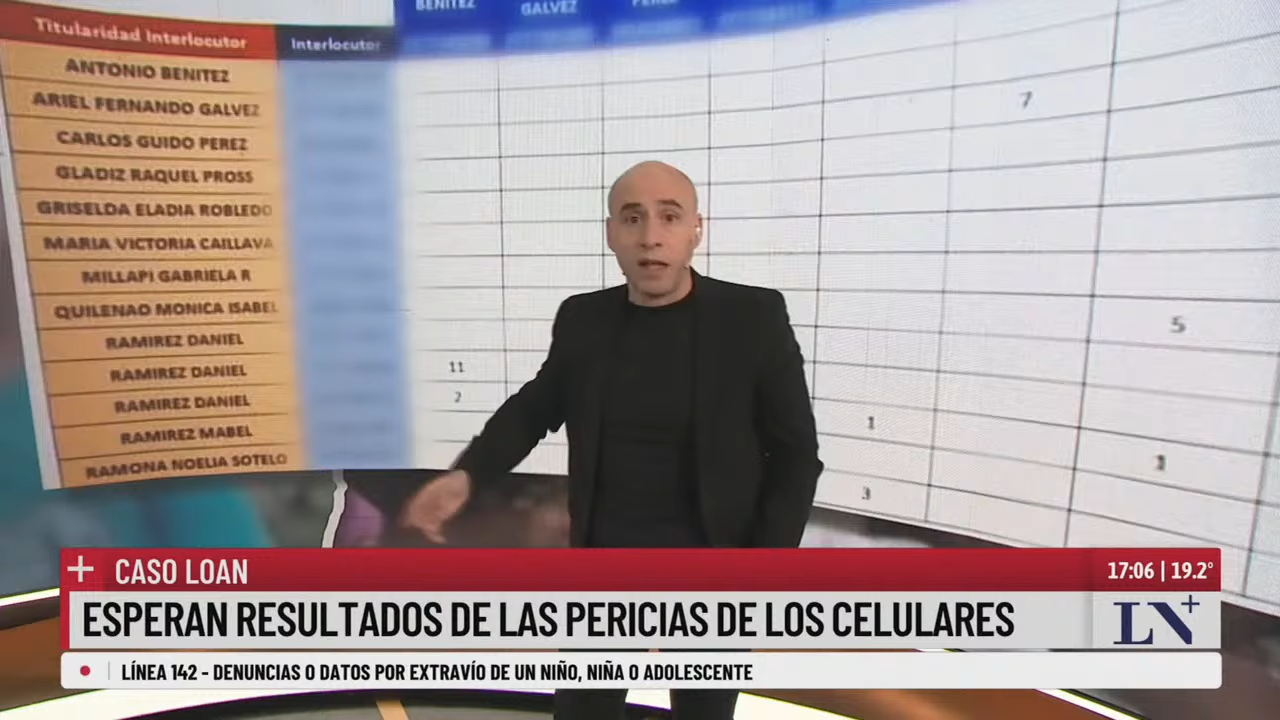 BENITEZ
GALVEZ
PEREZ
Titularidad Interlocutor
Interlocutor
ANTONIO BENITEZ
ARIEL FERNANDO GALVEZ
7
CARLOS GUIDO PEREZ
GLADIZ RAQUEL PROSS
GRISELDA ELADIA ROBLEDO
MARIA VICTORIA CAILLAVA
MILLAPI GABRIELA R
QUILENAO MONICA ISABEL
5
RAMIREZ DANIEL
RAMIREZ DANIEL
11
RAMIREZ DANIEL
2
1
RAMIREZ MABEL
1
RAMONA NOELIA SOTELO
3
CASO LOAN
17:06 | 19.2°
ESPERAN RESULTADOS DE LAS PERICIAS DE LOS CELULARES
LN+
LÍNEA 142 - DENUNCIAS O DATOS POR EXTRAVÍO DE UN NIÑO, NIÑA O ADOLESCENTE